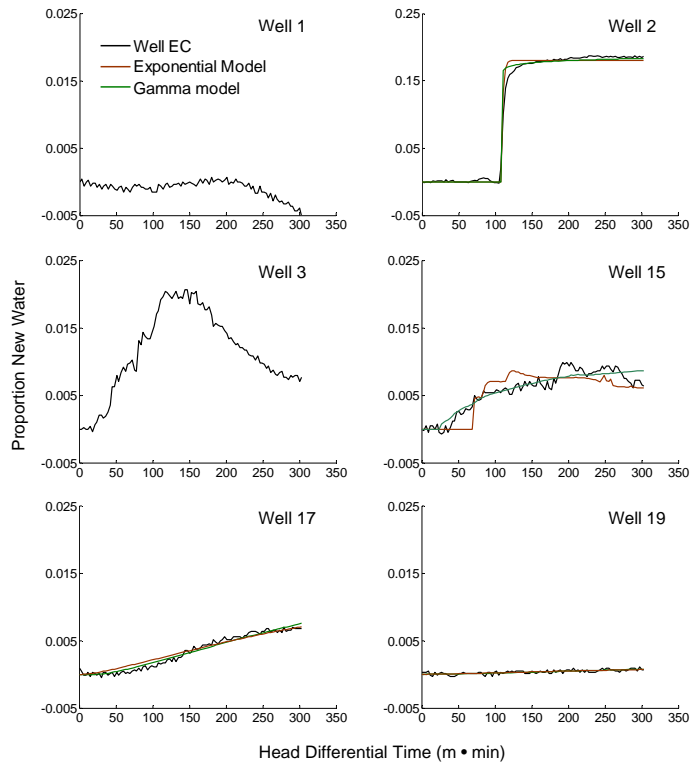 Well 1
Well EC
Exponential Model
Gamma model
0.025
0.015
0.005
-0.005
0 50 100 150 200 250 300 350
Well 2
0.25
0.15
0.05
-0.05
0 50 100 150 200 250 300 350
Well 3
0.025
0.015
0.005
-0.005
0 50 100 150 200 250 300 350
Well 15
0.025
0.015
0.005
-0.005
0 50 100 150 200 250 300 350
Well 17
0.025
0.015
0.005
-0.005
0 50 100 150 200 250 300 350
Well 19
0.025
0.015
0.005
-0.005
0 50 100 150 200 250 300 350
Proportion New Water
Head Differential Time (m • min)